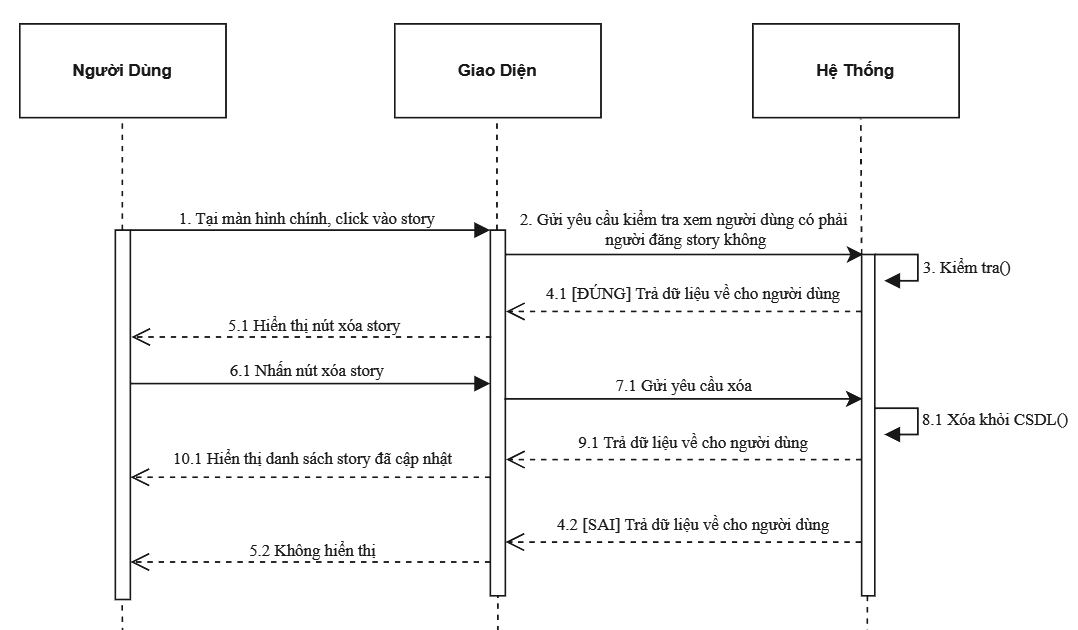 Người Dùng
Giao Diện
Hệ Thống
1. Tại màn hình chính, click vào story
2. Gửi yêu cầu kiểm tra xem người dùng có phải
người đăng story không
3. Kiểm tra()
4.1 [ĐÚNG] Trả dữ liệu về cho người dùng
5.1 Hiển thị nút xóa story
6.1 Nhấn nút xóa story
7.1 Gửi yêu cầu xóa
8.1 Xóa khỏi CSDL()
9.1 Trả dữ liệu về cho người dùng
10.1 Hiển thị danh sách story đã cập nhật
4.2 [SAI] Trả dữ liệu về cho người dùng
5.2 Không hiển thị